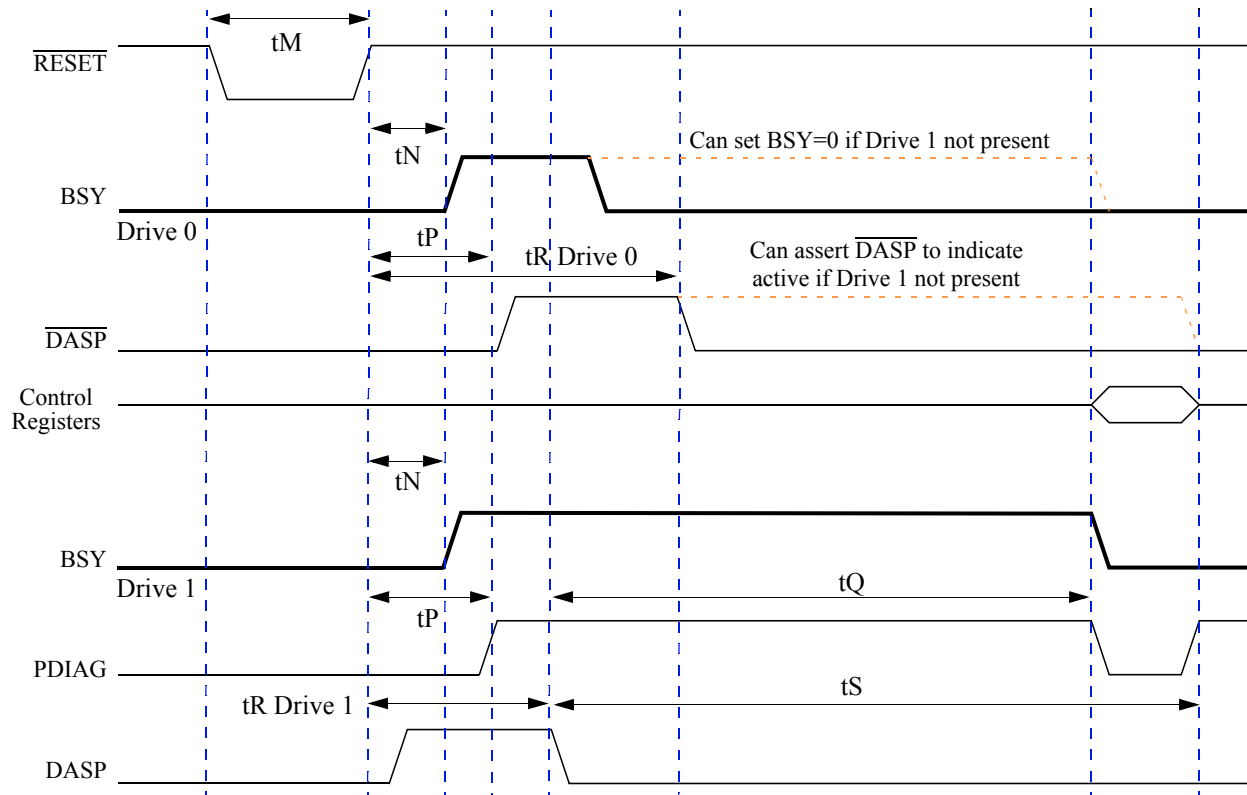 tM
RESET
tN
Can set BSY=0 if Drive 1 not present
BSY
Drive 0
tP
tR Drive 0
Can assert DASP to indicate
active if Drive 1 not present
DASP
Control
Registers
tN
BSY
Drive 1
tQ
tP
PDIAG
tS
tR Drive 1
DASP